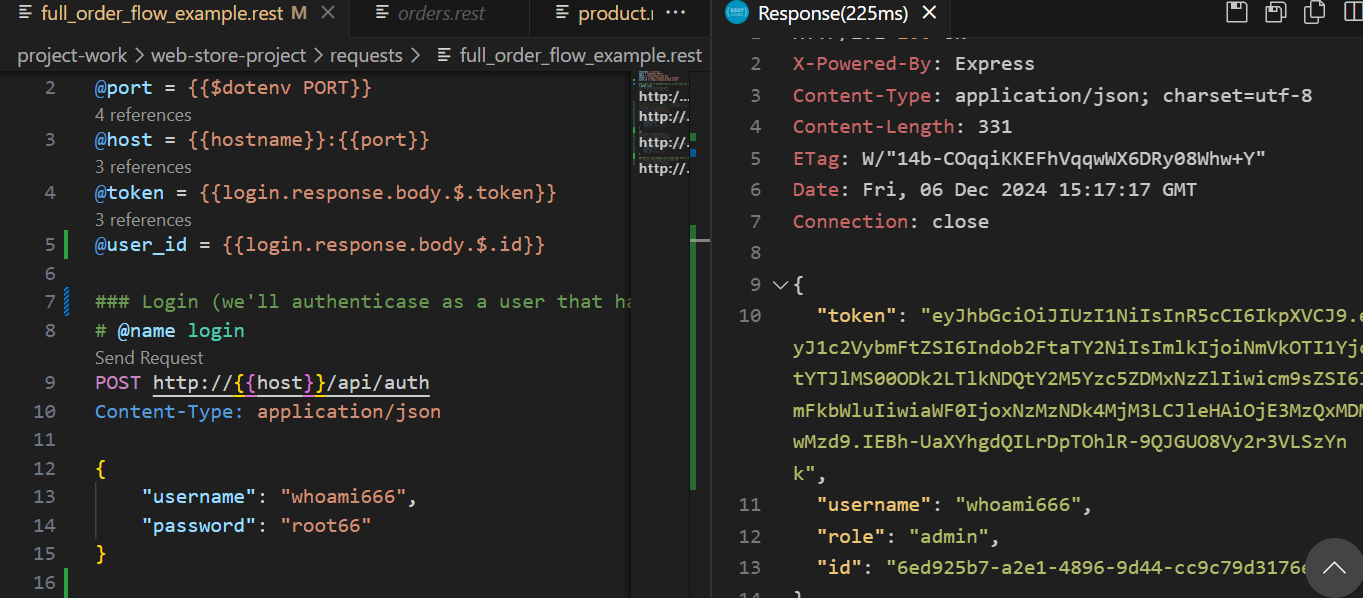 full_order_flow_example.rest M
orders.rest
product.
Response(225ms)
project-work > web-store-project > requests > full_order_flow_example.rest
2 @port = {{$dotenv PORT}}
4 references
3 @host = {{hostname}}:{{port}}
3 references
4 @token = {{login.response.body.$.token}}
3 references
5 @user_id = {{login.response.body.$.id}}
6
7 ### Login (we'll authenticase as a user that ha
8 # @name login
Send Request
9 POST http://{{host}}/api/auth
10 Content-Type: application/json
11
12 {
13 "username": "whoami666",
14 "password": "root66"
15 }
16
http:/...
http://.
http://.
http://.
2 X-Powered-By: Express
3 Content-Type: application/json; charset=utf-8
4 Content-Length: 331
5 ETag: W/"14b-COqqiKKEFhVqqwWX6DRy08Whw+Y"
6 Date: Fri, 06 Dec 2024 15:17:17 GMT
7 Connection: close
8
9 {
10 "token": "eyJhbGciOiJIUzI1NiIsInR5cCI6IkpXVCJ9.e
yJ1c2VybmFtZSI6Indob2FtaTY2NiIsImlkIjoiNmVkOTI1Yjc
tYTJlMS00ODk2LTlkNDQtY2M5Yzc5ZDMxNzZlIiwicm9sZSI6I
mFkbWluIiwiaWF0IjoxNzMzNDk4MjM3LCJleHAiOjE3MzQxMDM
wMzd9.IEBh-UaXYhgdQILrDpTOhlR-9QJGUO8Vy2r3VLSzYn
k",
11 "username": "whoami666",
12 "role": "admin",
13 "id": "6ed925b7-a2e1-4896-9d44-cc9c79d3176e